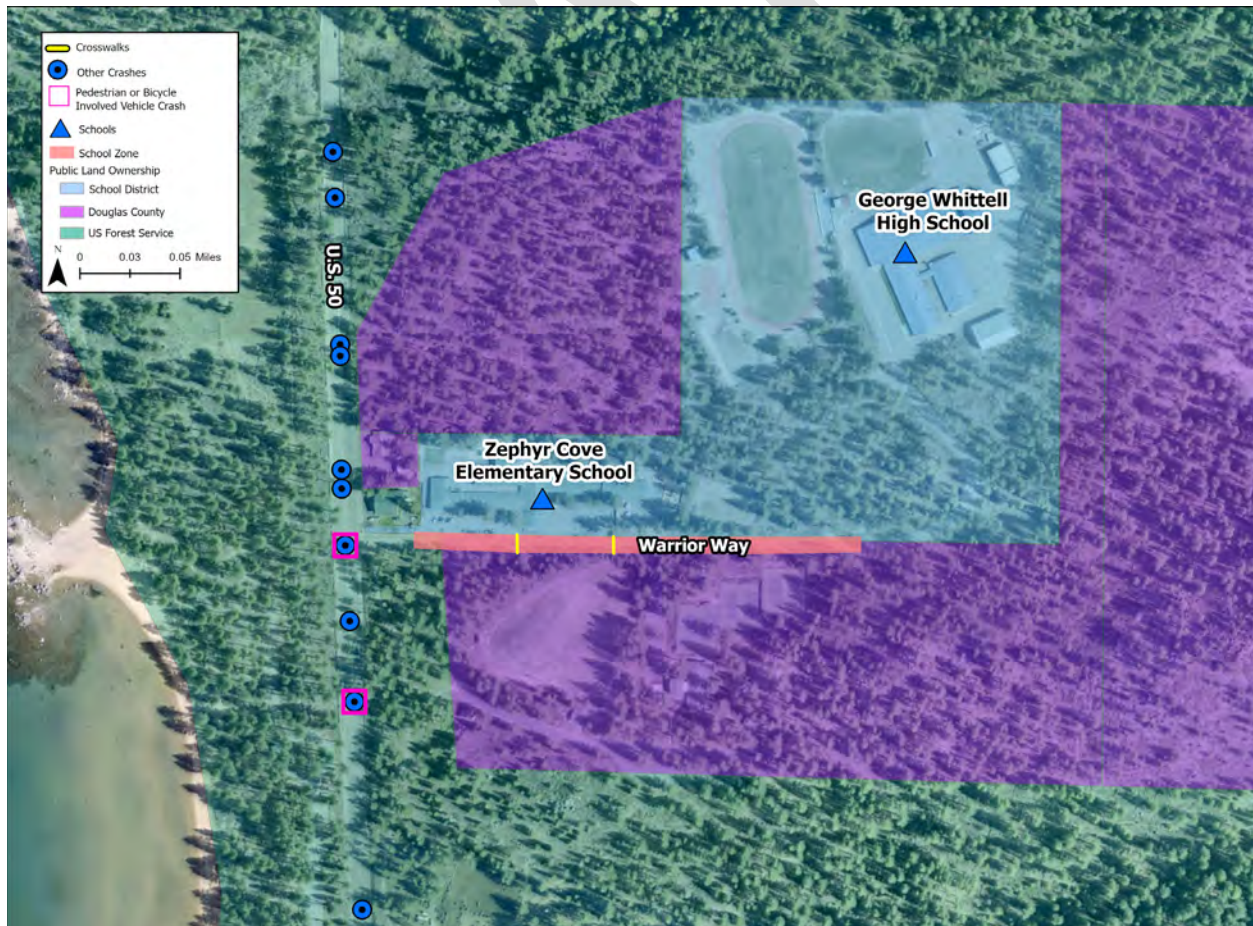 Crosswalks
Other Crashes
Pedestrian or Bicycle
Involved Vehicle Crash
Schools
School Zone
Public Land Ownership
School District
Douglas County
US Forest Service
N
0 0.03 0.05 Miles
U.S. 50
George Whittell
High School
Zephyr Cove
Elementary School
Warrior Way